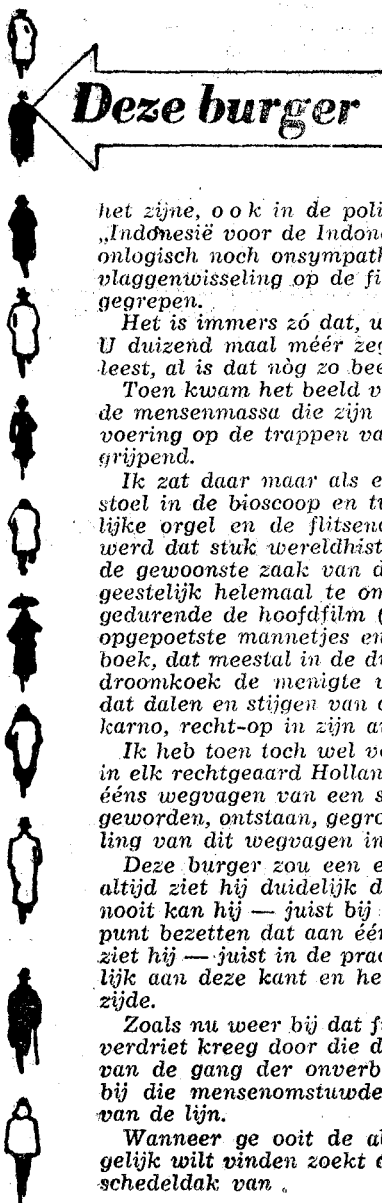 Deze burger
het zijne, ook in de poli
„Indonesië voor de Indon
onlogisch noch onsympath
vlaggenwisseling op de fi
gegrepen.
Het is immers zó dat, u
U duizend maal méér ze
leest, al is dat nòg zo bee
Toen kwam het beeld v
de mensenmassa die zijn
voering op de trappen va
grijpend.
Ik zat daar maar als e
stoel in de bioscoop en t
lijke orgel en de flitsen
werd dat stuk wereldhist
de gewoonste zaak van d
geestelijk helemaal te on
gedurende de hoofdfilm (
opgepoetste mannetjes en
boek, dat meestal in de d
droomkoek de menigte
dat dalen en stijgen van
karno, recht-op in zijn a
Ik heb toen toch wel v
in elk rechtgeaard Hollan
ééns wegvagen van een s
geworden, ontstaan, gegro
ling van dit wegvagen in
Deze burger zou een e
altijd ziet hij duidelijk d
nooit kan hij — juist bij
punt bezetten dat aan één
ziet hij — juist in de praa
lijk aan deze kant en he
zijde.
Zoals nu weer bij dat f
verdriet kreeg door die d
van de gang der onverb
bij die mensenomstuwde
van de lijn.
Wanneer ge ooit de a
gelijk wilt vinden zoekt
schedeldak van